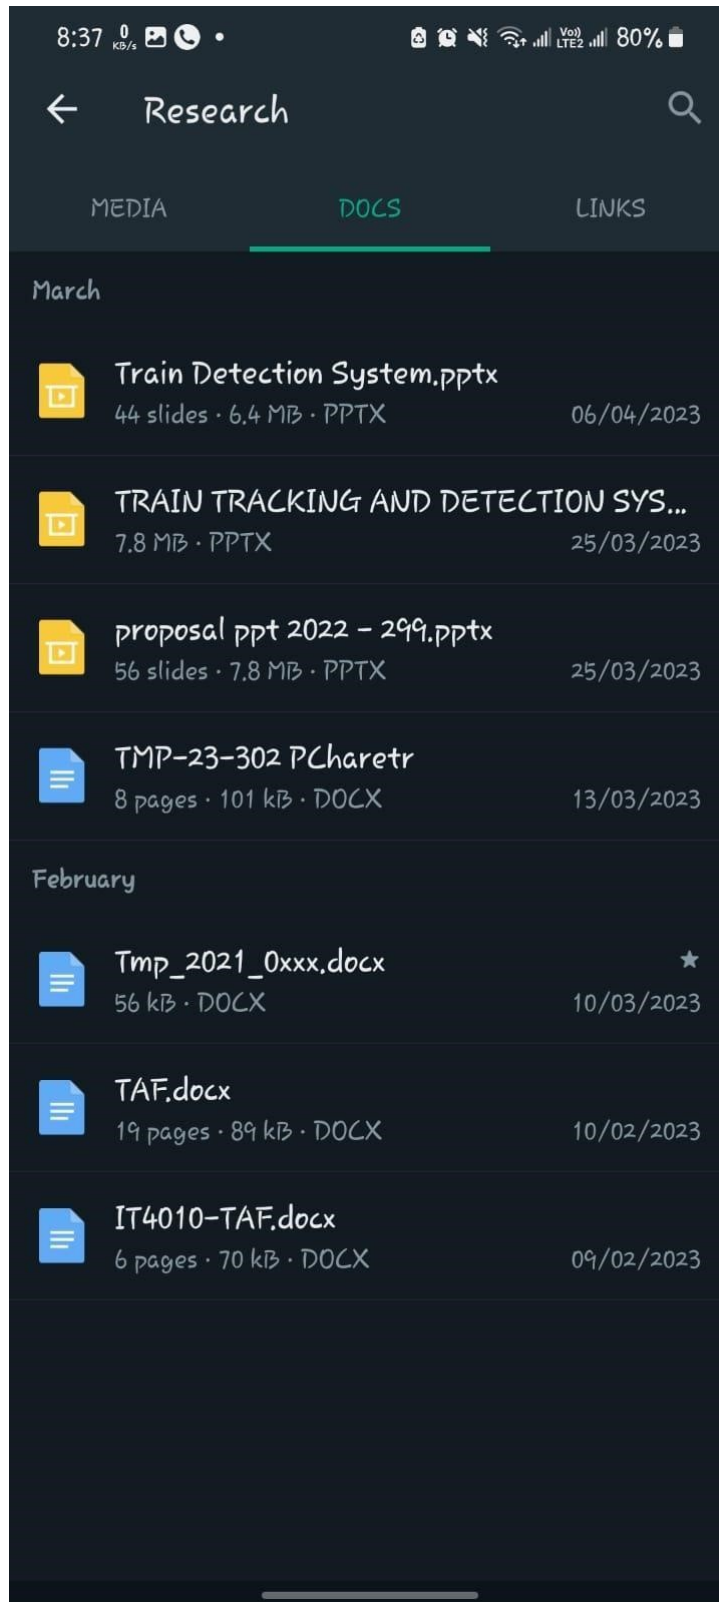 8:37 0 KB/s Vo)) LTE2 80%
Research
MEDIA DOCS LINKS
March
Train Detection System.pptx
44 slides · 6.4 MB · PPTX 06/04/2023
TRAIN TRACKING AND DETECTION SYS...
7.8 MB · PPTX 25/03/2023
proposal ppt 2022 - 299.pptx
56 slides · 7.8 MB · PPTX 25/03/2023
TMP-23-302 PCharetr
8 pages · 101 kB · DOCX 13/03/2023
February
Tmp_2021_0xxx.docx
56 kB · DOCX 10/03/2023
TAF.docx
19 pages · 89 kB · DOCX 10/02/2023
IT4010-TAF.docx
6 pages · 70 kB · DOCX 09/02/2023